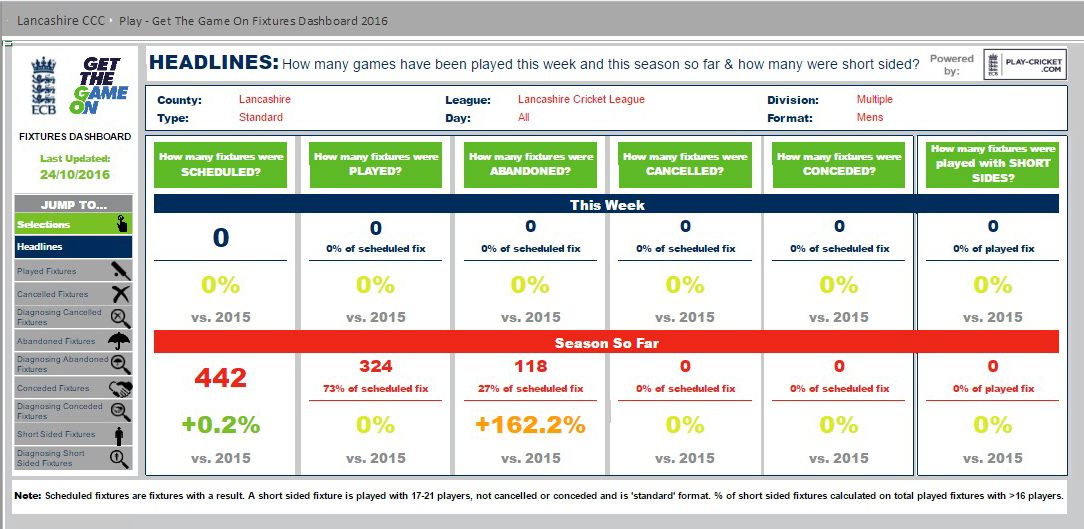 Lancashire CCC › Play - Get The Game On Fixtures Dashboard 2016
ECB
GET
THE
GAME
ON
FIXTURES DASHBOARD
Last Updated:
24/10/2016
JUMP TO...
Selections
Headlines
Played Fixtures
Cancelled Fixtures
Diagnosing Cancelled
Fixtures
Abandoned Fixtures
Diagnosing Abandoned
Fixtures
Conceded Fixtures
Diagnosing Conceded
Fixtures
Short Sided Fixtures
Diagnosing Short
Sided Fixtures
HEADLINES: How many games have been played this week and this season so far & how many were short sided?
Powered
by:
PLAY-CRICKET
.COM
County: Lancashire League: Lancashire Cricket League Division: Multiple
Type: Standard Day: All Format: Mens
How many fixtures were
SCHEDULED?
How many fixtures were
PLAYED?
How many fixtures were
ABANDONED?
How many fixtures were
CANCELLED?
How many fixtures were
CONCEDED?
How many fixtures were
played with SHORT
SIDES?
This Week
0 0 0 0 0 0
0% of scheduled fix 0% of scheduled fix 0% of scheduled fix 0% of scheduled fix 0% of played fix
0% 0% 0% 0% 0% 0%
vs. 2015 vs. 2015 vs. 2015 vs. 2015 vs. 2015 vs. 2015
Season So Far
442 324 118 0 0 0
73% of scheduled fix 27% of scheduled fix 0% of scheduled fix 0% of scheduled fix 0% of played fix
+0.2% 0% +162.2% 0% 0% 0%
vs. 2015 vs. 2015 vs. 2015 vs. 2015 vs. 2015 vs. 2015
Note: Scheduled fixtures are fixtures with a result. A short sided fixture is played with 17-21 players, not cancelled or conceded and is 'standard' format. % of short sided fixtures calculated on total played fixtures with >16 players.